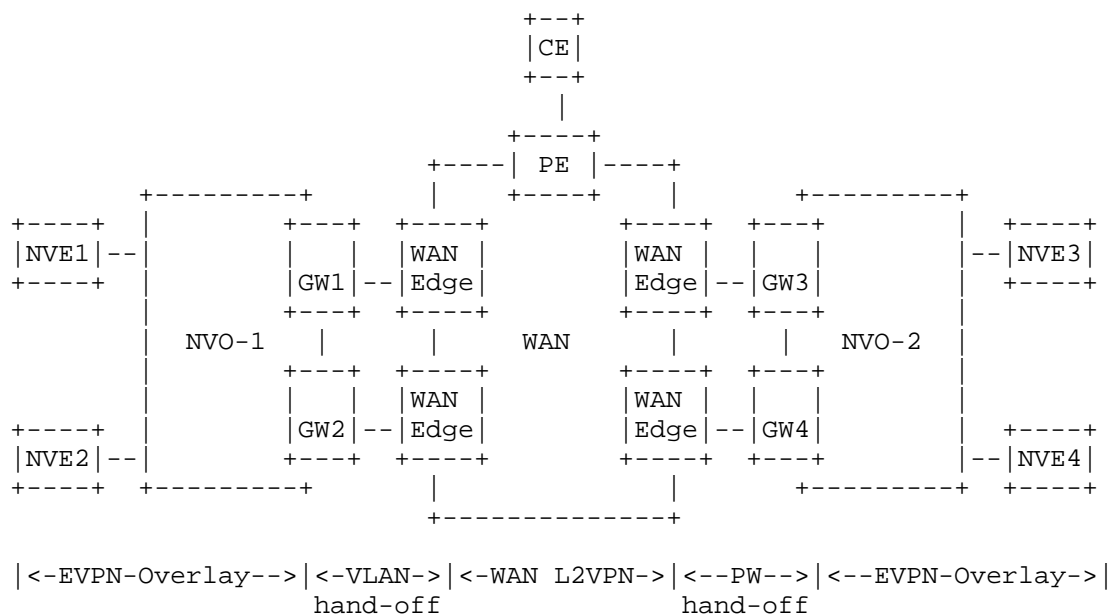 CE
PE
NVE1 WAN WAN NVE3
GW1 Edge Edge GW3
NVO-1 WAN NVO-2
WAN WAN
GW2 Edge Edge GW4
NVE2 NVE4
|<-EVPN-Overlay-->|<-VLAN->|<-WAN L2VPN->|<--PW-->|<--EVPN-Overlay->|
hand-off hand-off